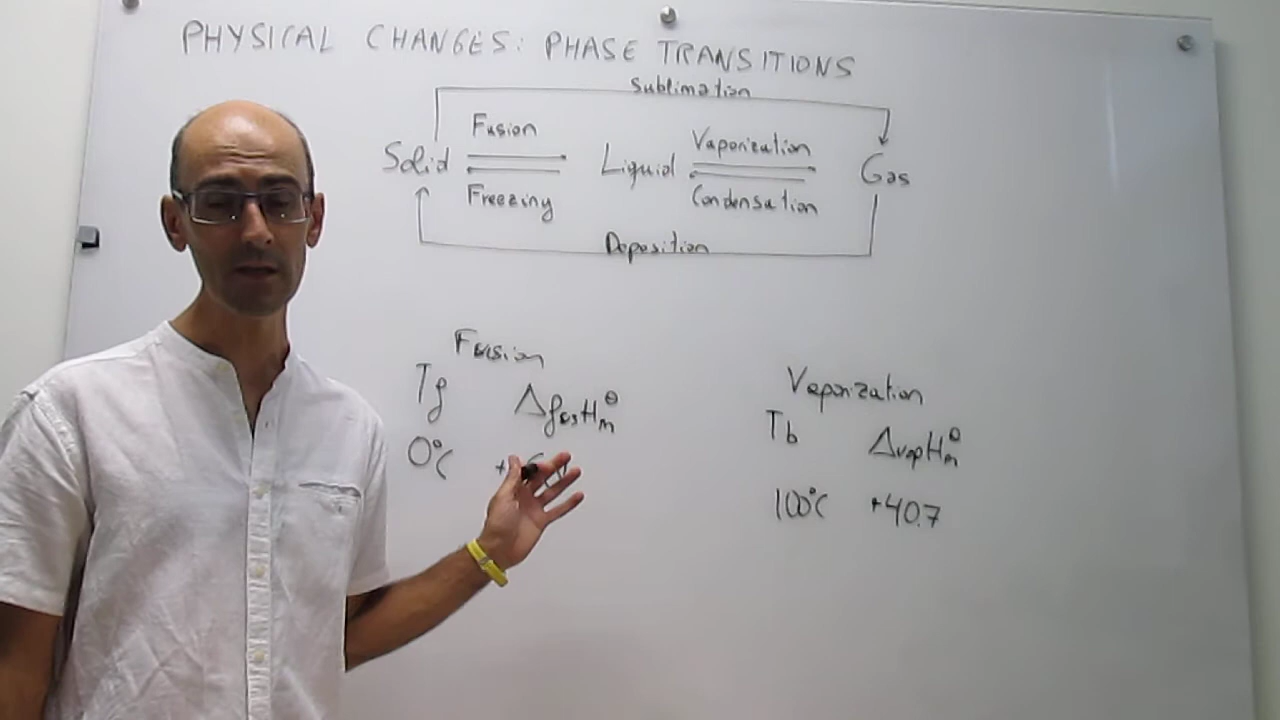 PHYSICAL CHANGES: PHASE TRANSITIONS
Sublimation
Fusion
Vaporization
Solid Liquid Gas
Freezing
Condensation
Deposition
Fusion
Tf ΔfusHm⊖
0°C
Vaporization
Tb ΔvapHm⊖
100°C +40.7